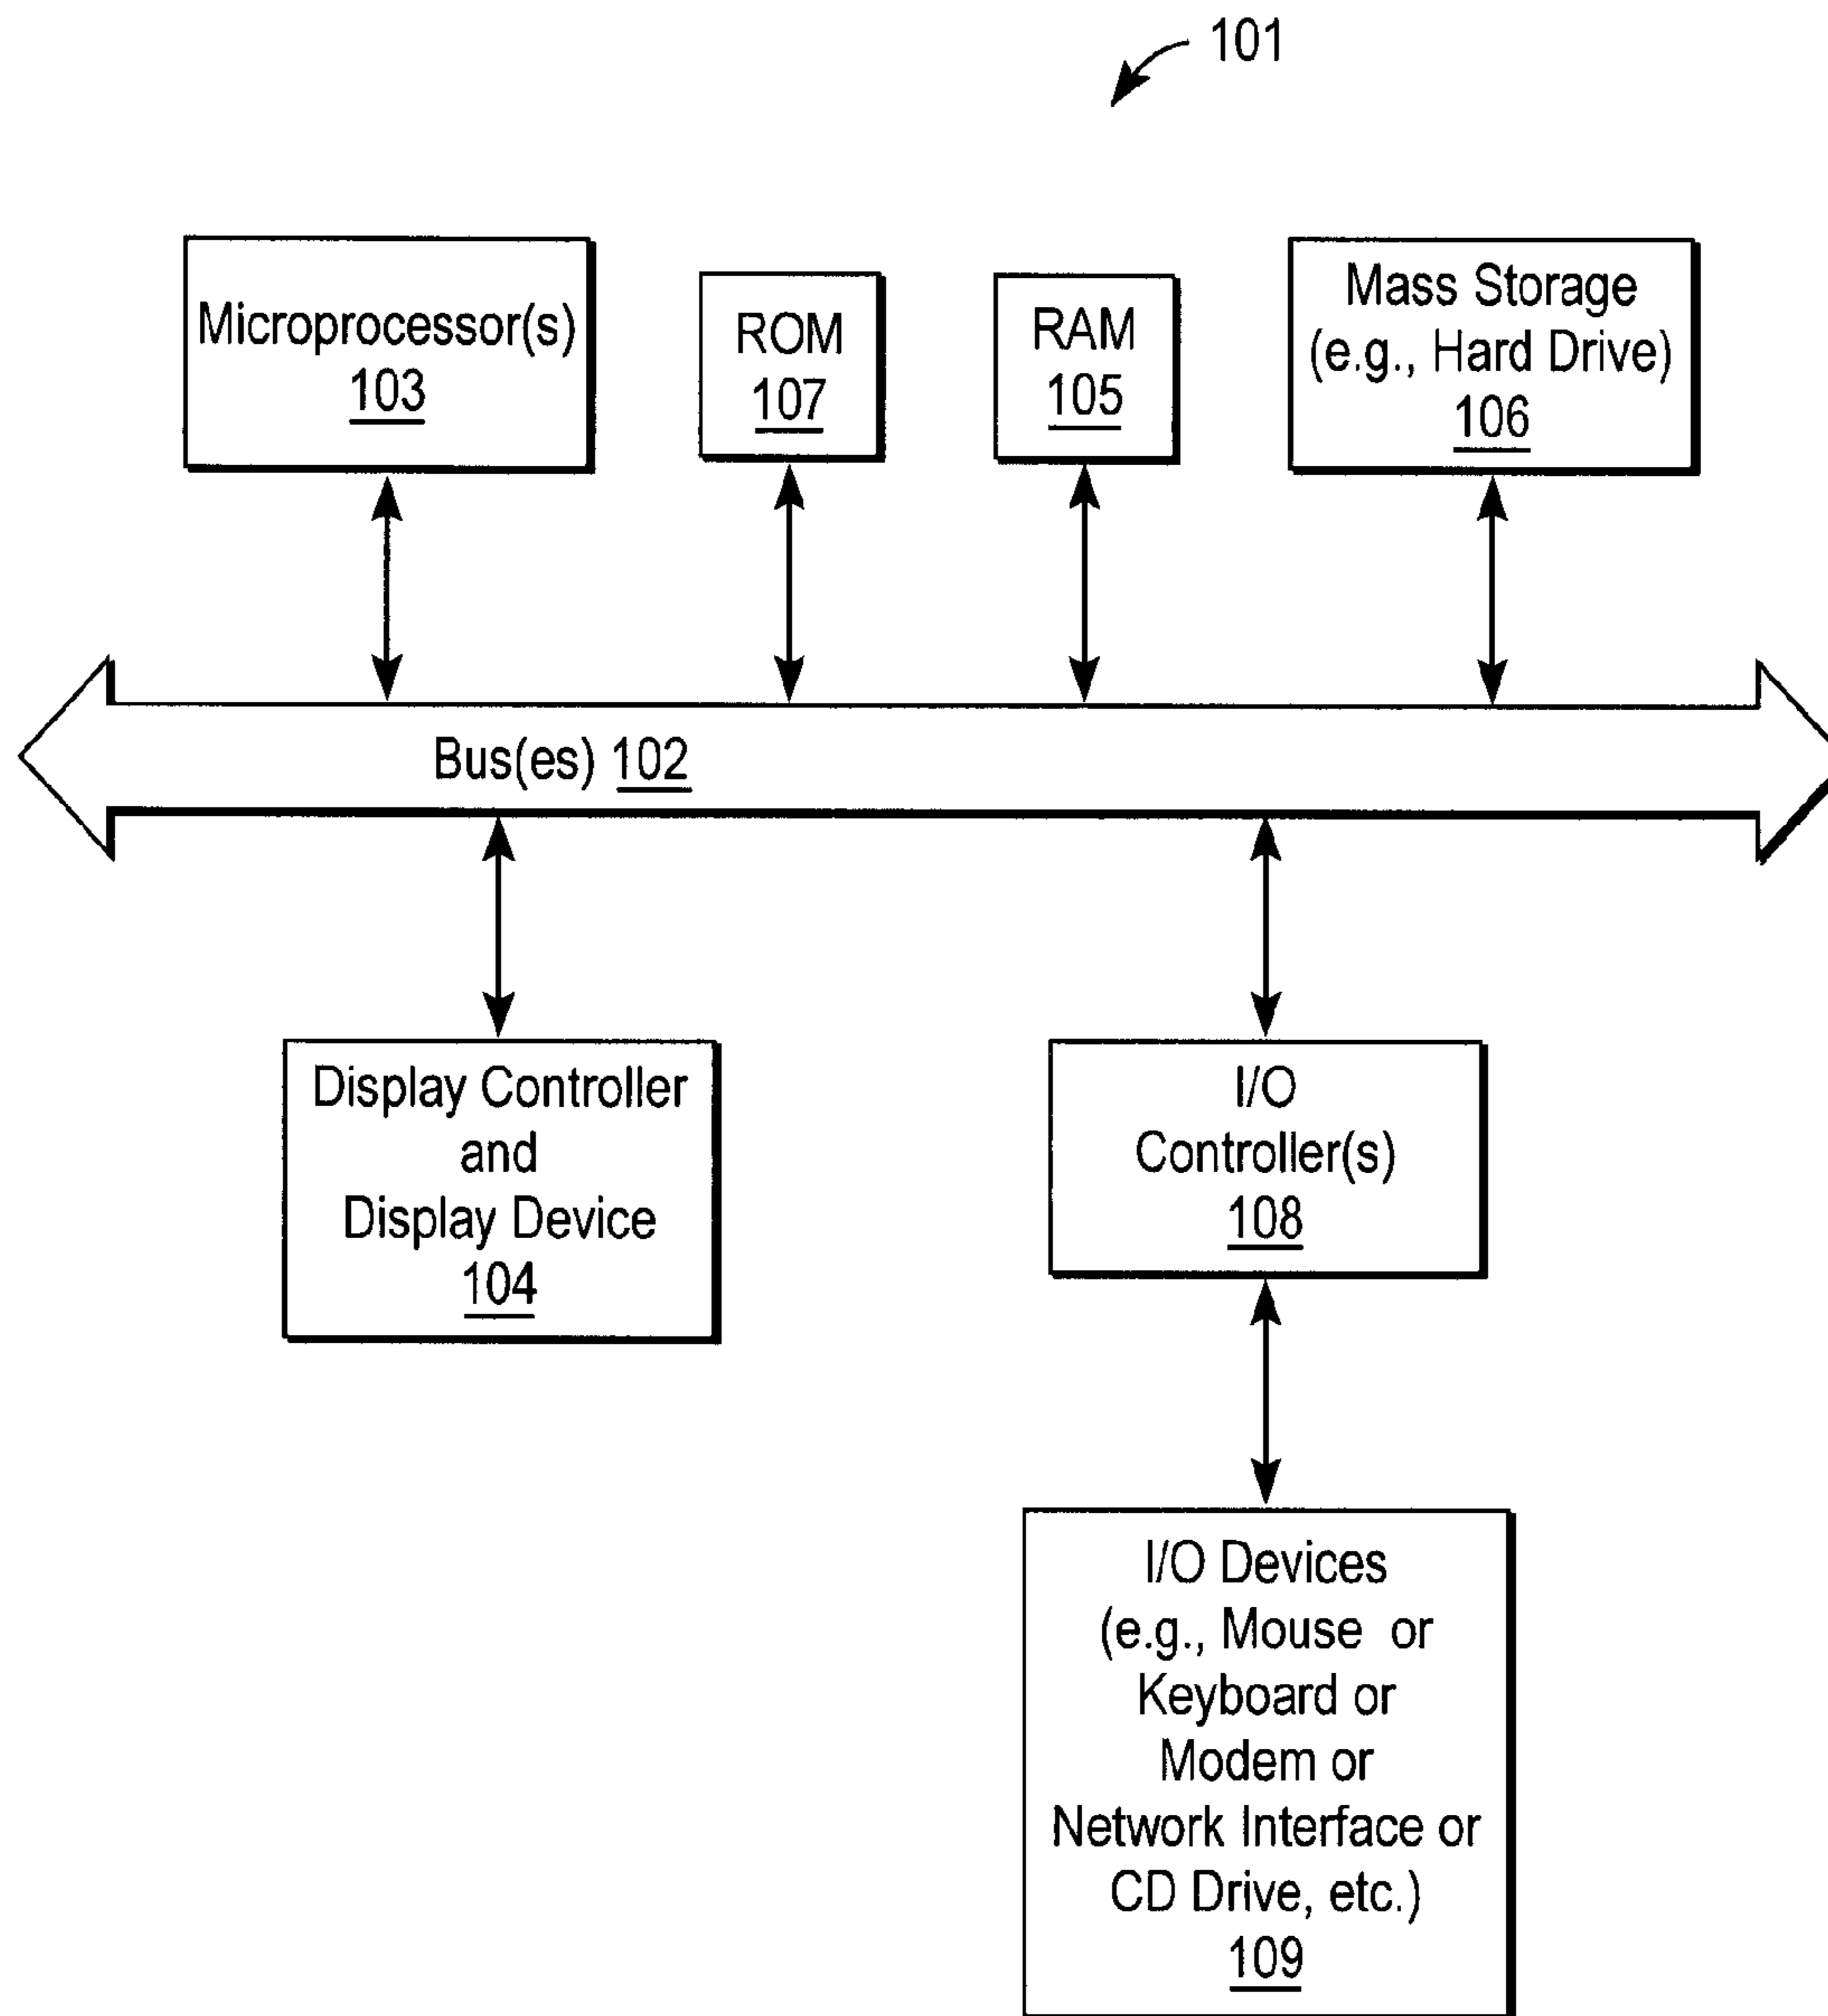 101
Microprocessor(s)
103
ROM
107
RAM
105
Mass Storage
(e.g., Hard Drive)
106
Bus(es) 102
Display Controller
and
Display Device
104
I/O
Controller(s)
108
I/O Devices
(e.g., Mouse or
Keyboard or
Modem or
Network Interface or
CD Drive, etc.)
109